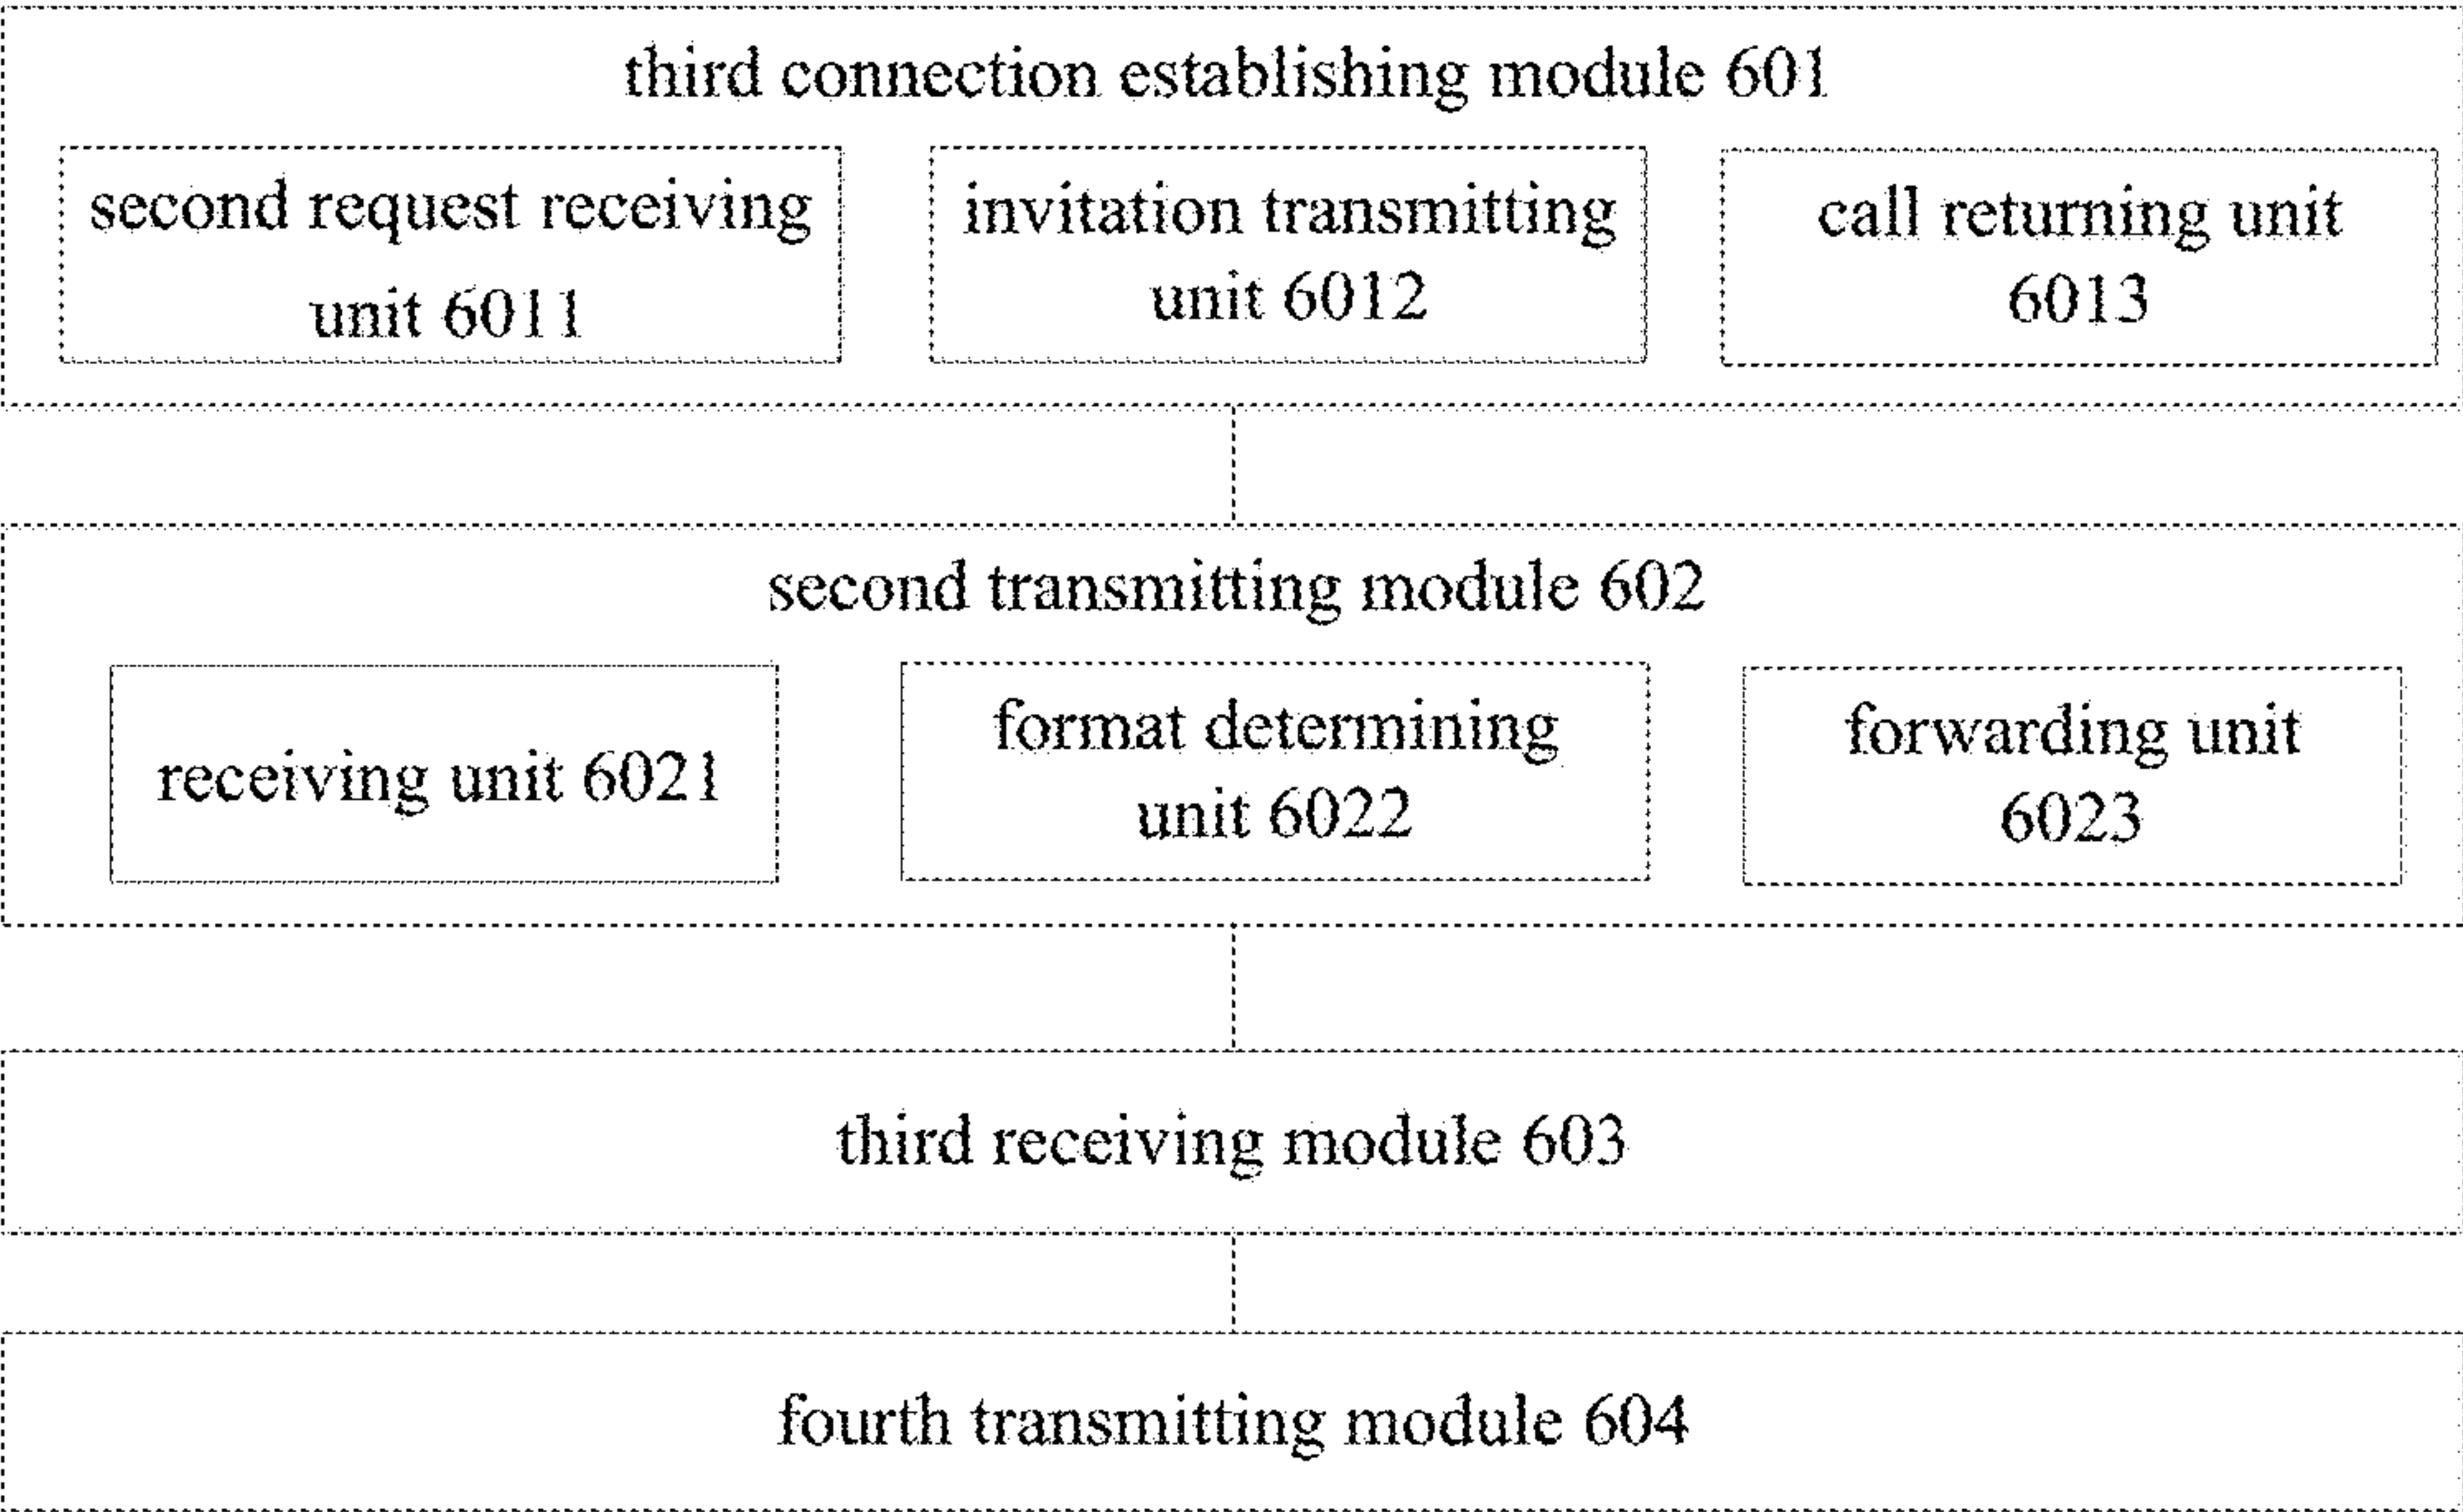 third connection establishing module 601
second request receiving
unit 6011
invitation transmitting
unit 6012
call returning unit
6013
second transmitting module 602
receiving unit 6021
format determining
unit 6022
forwarding unit
6023
third receiving module 603
fourth transmitting module 604